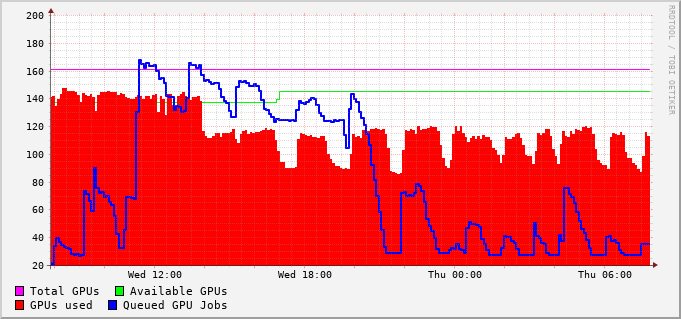 200
180
160
140
120
100
80
60
40
20
Wed 12:00 Wed 18:00 Thu 00:00 Thu 06:00
Total GPUs Available GPUs
GPUs used Queued GPU Jobs
RRDTOOL / TOBI OETIKER